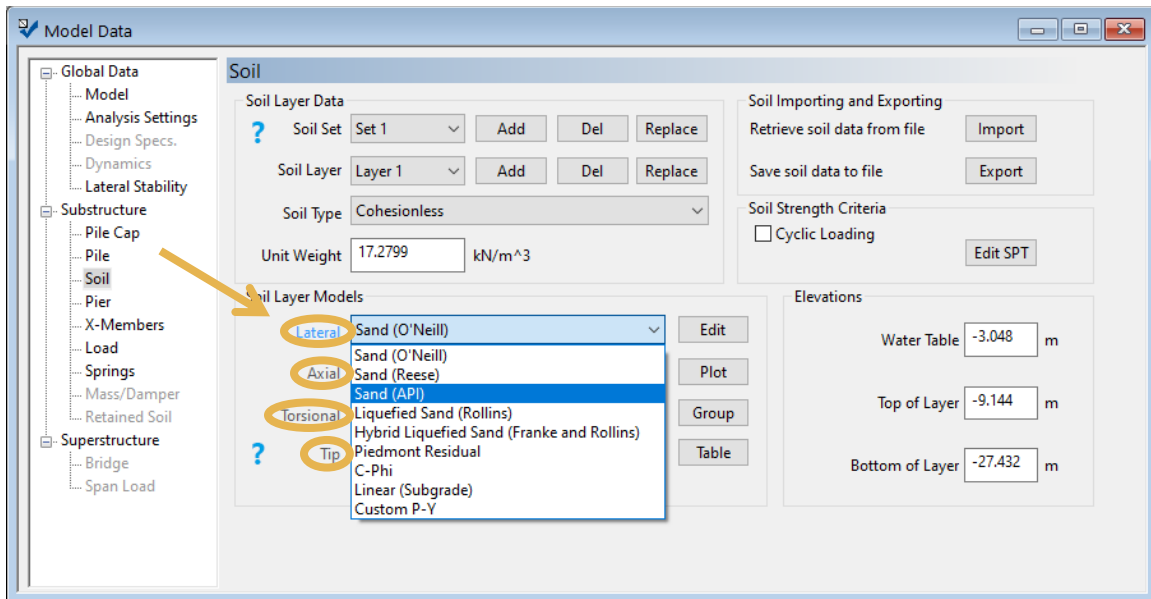 Model Data
Global Data
Model
Analysis Settings
Design Specs.
Dynamics
Lateral Stability
Substructure
Pile Cap
Pile
Soil
Pier
X-Members
Load
Springs
Mass/Damper
Retained Soil
Superstructure
Bridge
Span Load
Soil
Soil Layer Data
? Soil Set Set 1 Add Del Replace
Soil Layer Layer 1 Add Del Replace
Soil Type Cohesionless
Unit Weight 17.2799 kN/m^3
Soil Importing and Exporting
Retrieve soil data from file Import
Save soil data to file Export
Soil Strength Criteria
Cyclic Loading
Edit SPT
Soil Layer Models
Lateral Sand (O'Neill) Edit
Axial
Torsional
? Tip
Sand (O'Neill)
Sand (Reese)
Sand (API)
Liquefied Sand (Rollins)
Hybrid Liquefied Sand (Franke and Rollins)
Piedmont Residual
C-Phi
Linear (Subgrade)
Custom P-Y
Plot
Group
Table
Elevations
Water Table -3.048 m
Top of Layer -9.144 m
Bottom of Layer -27.432 m